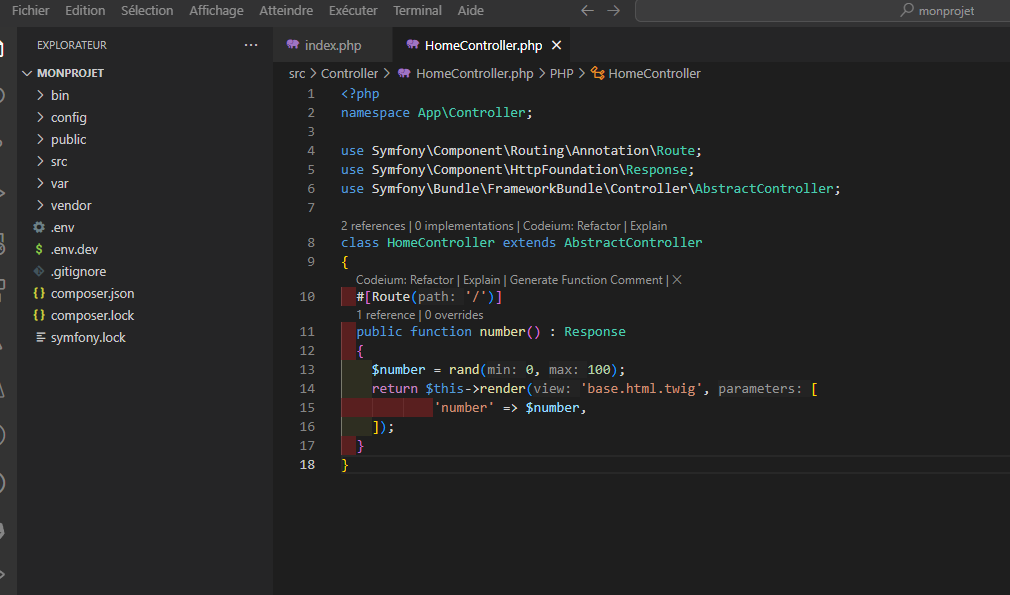 Fichier Edition Sélection Affichage Atteindre Exécuter Terminal Aide monprojet
EXPLORATEUR
MONPROJET
bin
config
public
src
var
vendor
.env
.env.dev
.gitignore
composer.json
composer.lock
symfony.lock
index.php HomeController.php
src > Controller > HomeController.php > PHP > HomeController
1 <?php
2 namespace App\Controller;
3
4 use Symfony\Component\Routing\Annotation\Route;
5 use Symfony\Component\HttpFoundation\Response;
6 use Symfony\Bundle\FrameworkBundle\Controller\AbstractController;
7
2 references | 0 implementations | Codeium: Refactor | Explain
8 class HomeController extends AbstractController
9 {
Codeium: Refactor | Explain | Generate Function Comment | ×
10 #[Route(path: '/')]
1 reference | 0 overrides
11 public function number() : Response
12 {
13 $number = rand(min: 0, max: 100);
14 return $this->render(view: 'base.html.twig', parameters: [
15 'number' => $number,
16 ]);
17 }
18 }